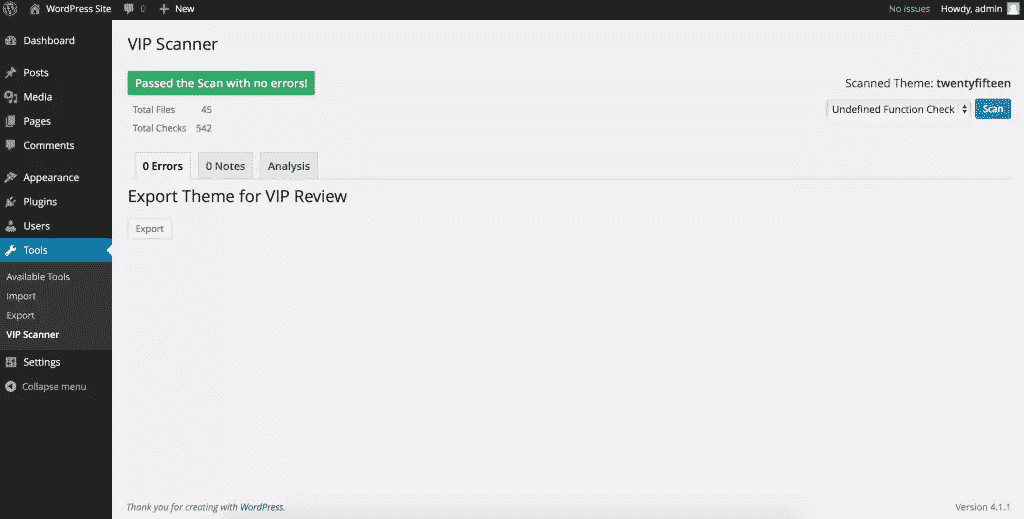 WordPress Site 0 New No issues Howdy, admin
Dashboard
Posts
Media
Pages
Comments
Appearance
Plugins
Users
Tools
Available Tools
Import
Export
VIP Scanner
Settings
Collapse menu
VIP Scanner
Passed the Scan with no errors!
Scanned Theme: twentyfifteen
Total Files 45
Undefined Function Check Scan
Total Checks 542
0 Errors 0 Notes Analysis
Export Theme for VIP Review
Export
Thank you for creating with WordPress. Version 4.1.1